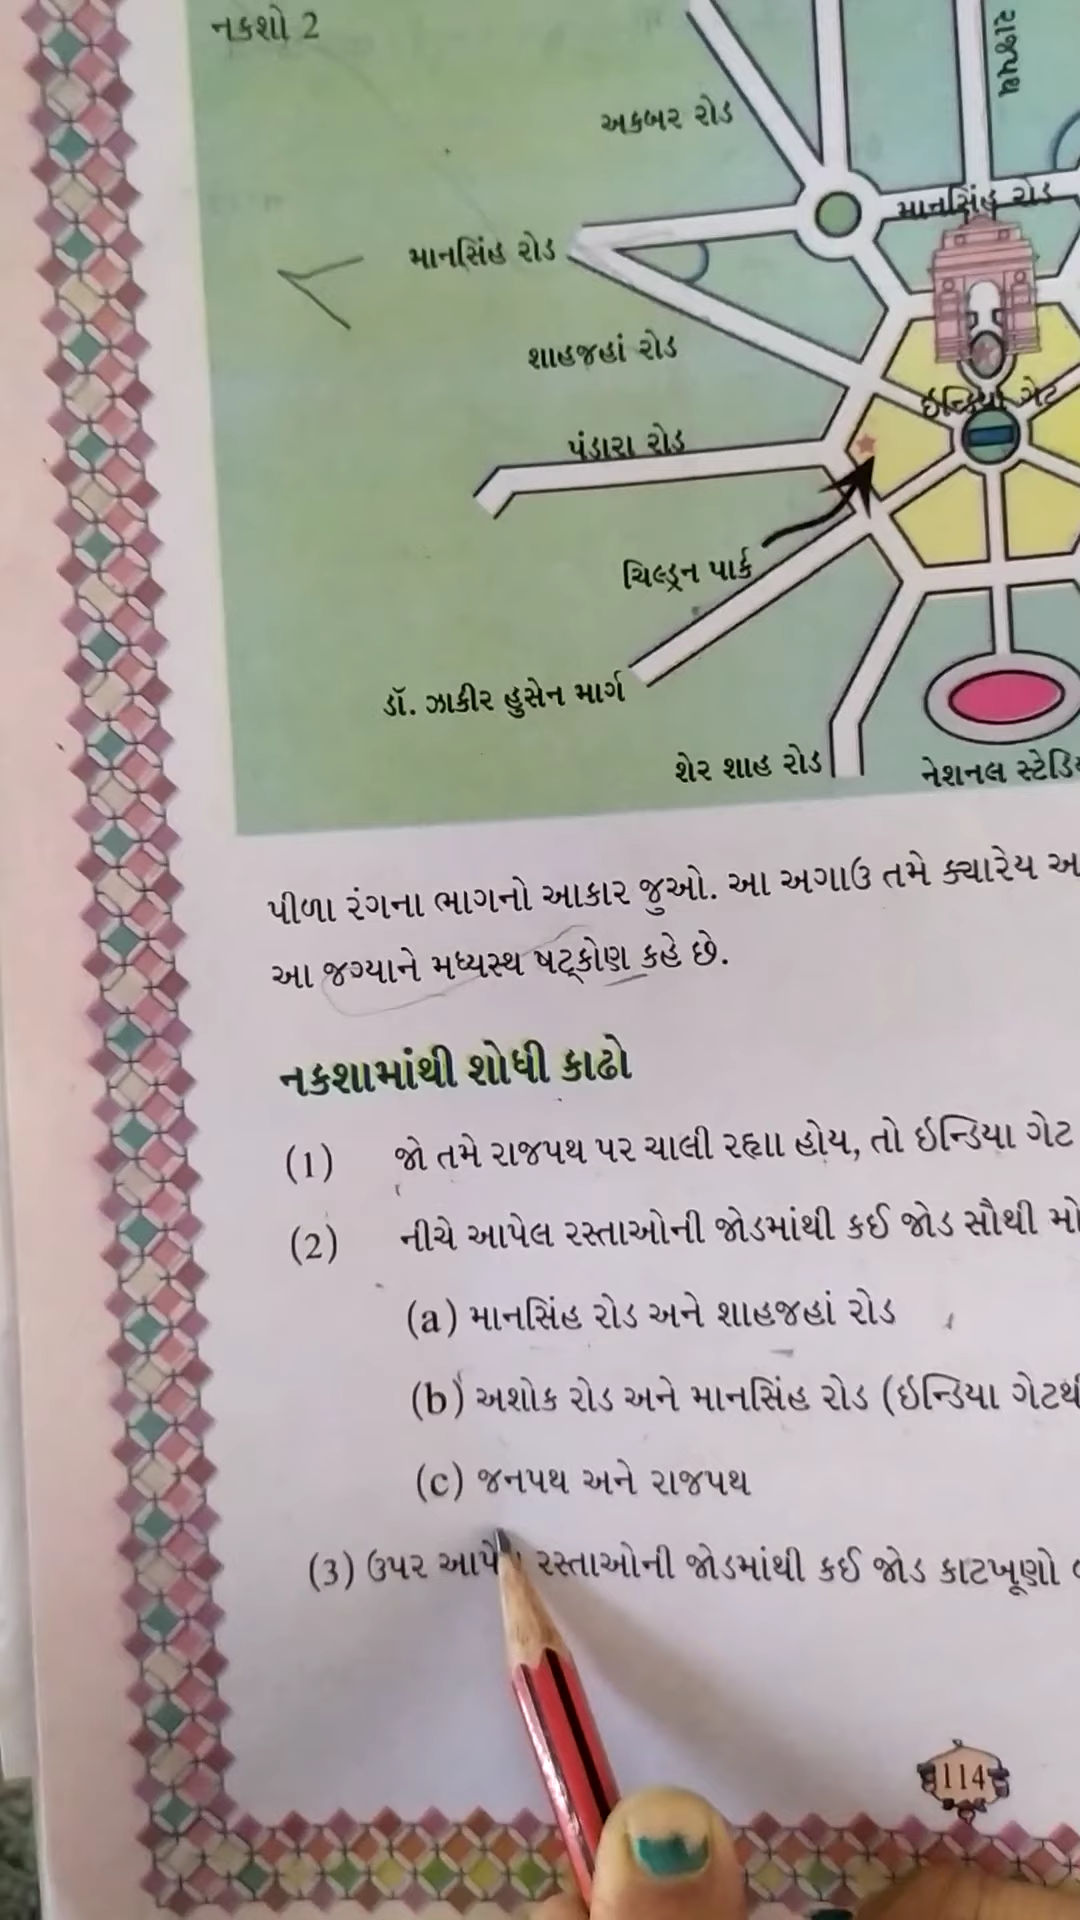 નકશો 2
રાજપથ
અકબર રોડ
માનસિંહ રોડ
માનસિંહ રોડ
શાહજહાં રોડ
ઇન્ડિયા ગેટ
પંડારા રોડ
ચિલ્ડ્રન પાર્ક
ડૉ. ઝાકીર હુસેન માર્ગ
શેર શાહ રોડ
નેશનલ
પીળા રંગના ભાગનો આકાર જુઓ. આ અગાઉ તમે ક્યારેય
આ જગ્યાને મધ્યસ્થ ષટ્કોણ કહે છે.
નકશામાંથી શોધી કાઢો
(1) જો તમે રાજપથ પર ચાલી રહ્યા હોય, તો ઇન્ડિયા ગેટ
(2) નીચે આપેલ રસ્તાઓની જોડમાંથી કઈ જોડ સૌથી
(a) માનસિંહ રોડ અને શાહજહાં રોડ
(b) અશોક રોડ અને માનસિંહ રોડ (ઇન્ડિયા
(c) જનપથ અને રાજપથ
(3) ઉપર રસ્તાઓની જોડમાંથી કઈ જોડ કાટખૂણો
114